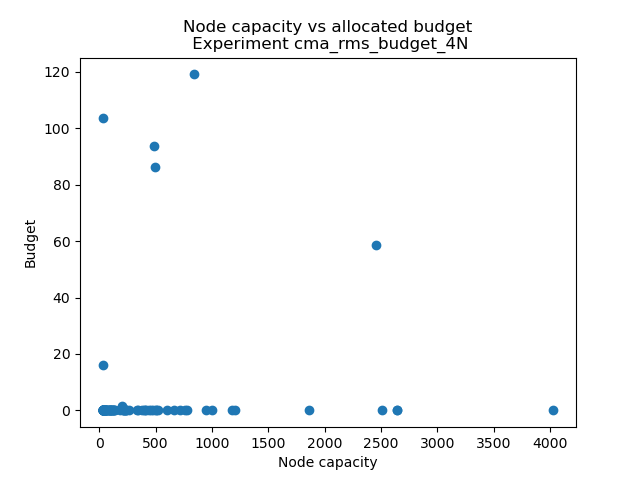 Node capacity vs allocated budget
Experiment cma_rms_budget_4N
120
100
80
60
40
20
0
Budget
0 500 1000 1500 2000 2500 3000 3500 4000
Node capacity